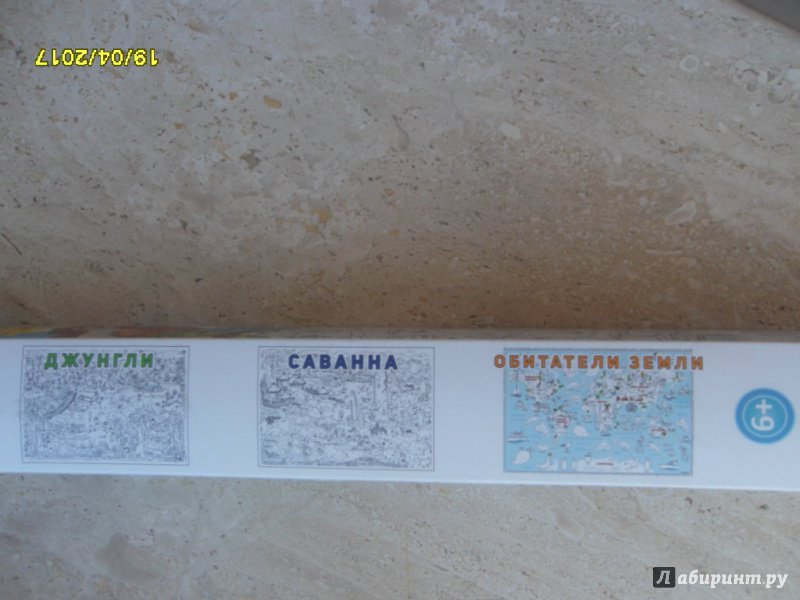 19/04/2017
ДЖУНГЛИ
САВАННА
ОБИТАТЕЛИ ЗЕМЛИ
6+
Лабиринт.ру